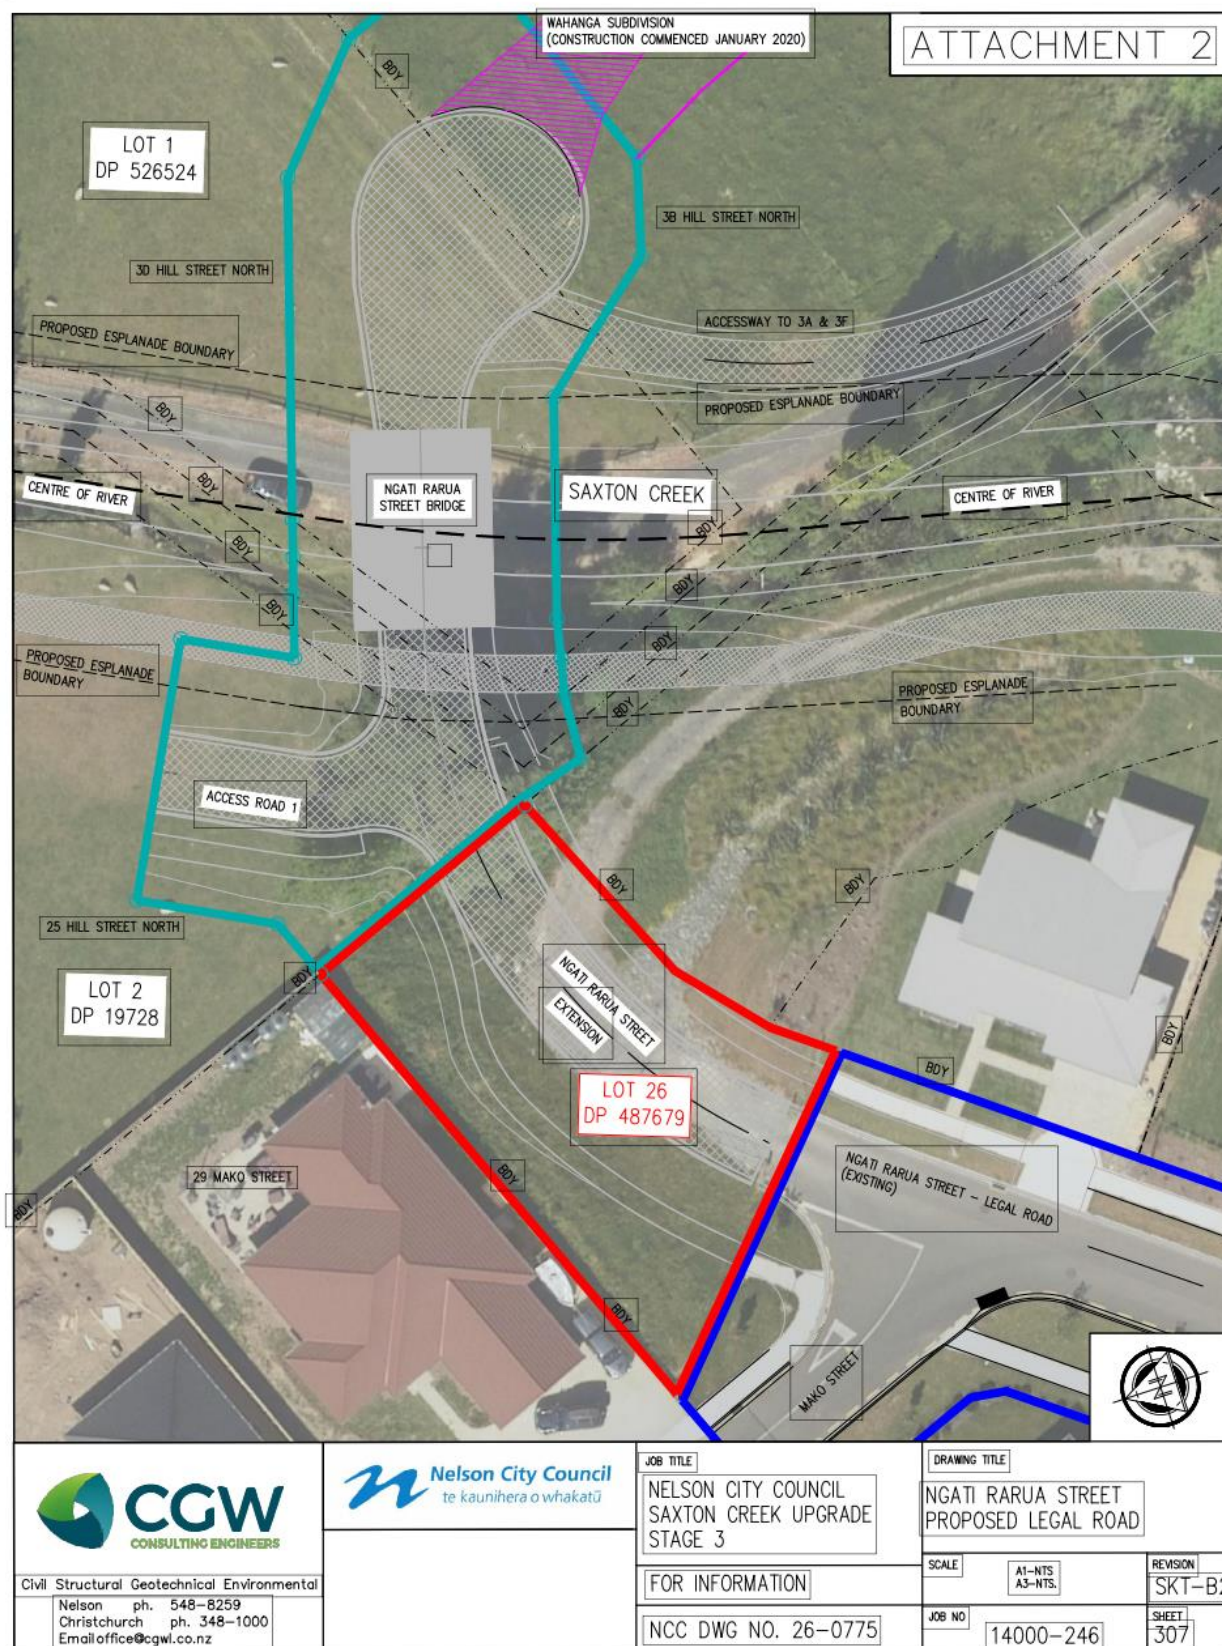 WAHANGA SUBDIVISION
(CONSTRUCTION COMMENCED JANUARY 2020)
ATTACHMENT 2
BDY
LOT 1
DP 526524
3B HILL STREET NORTH
3D HILL STREET NORTH
PROPOSED ESPLANADE BOUNDARY
ACCESSWAY TO 3A & 3F
PROPOSED ESPLANADE BOUNDARY
BDY
BDY
CENTRE OF RIVER
NGATI RARUA
STREET BRIDGE
SAXTON CREEK
CENTRE OF RIVER
BDY
BDY
BDY
BDY
BDY
PROPOSED ESPLANADE
BOUNDARY
PROPOSED ESPLANADE
BOUNDARY
BDY
ACCESS ROAD 1
BDY
BDY
25 HILL STREET NORTH
BDY
NGATI RARUA STREET
EXTENSION
LOT 2
DP 19728
BDY
BDY
LOT 26
DP 487679
29 MAKO STREET
BDY
NGATI RARUA STREET - LEGAL ROAD
(EXISTING)
BDY
BDY
MAKO STREET
N
CGW
CONSULTING ENGINEERS
Civil Structural Geotechnical Environmental
Nelson ph. 548-8259
Christchurch ph. 348-1000
Email office@cgwl.co.nz
Nelson City Council
te kaunihera o whakatū
JOB TITLE
NELSON CITY COUNCIL
SAXTON CREEK UPGRADE
STAGE 3
FOR INFORMATION
NCC DWG NO. 26-0775
DRAWING TITLE
NGATI RARUA STREET
PROPOSED LEGAL ROAD
SCALE
A1-NTS
A3-NTS.
REVISION
SKT-B2
JOB NO
14000-246
SHEET
307